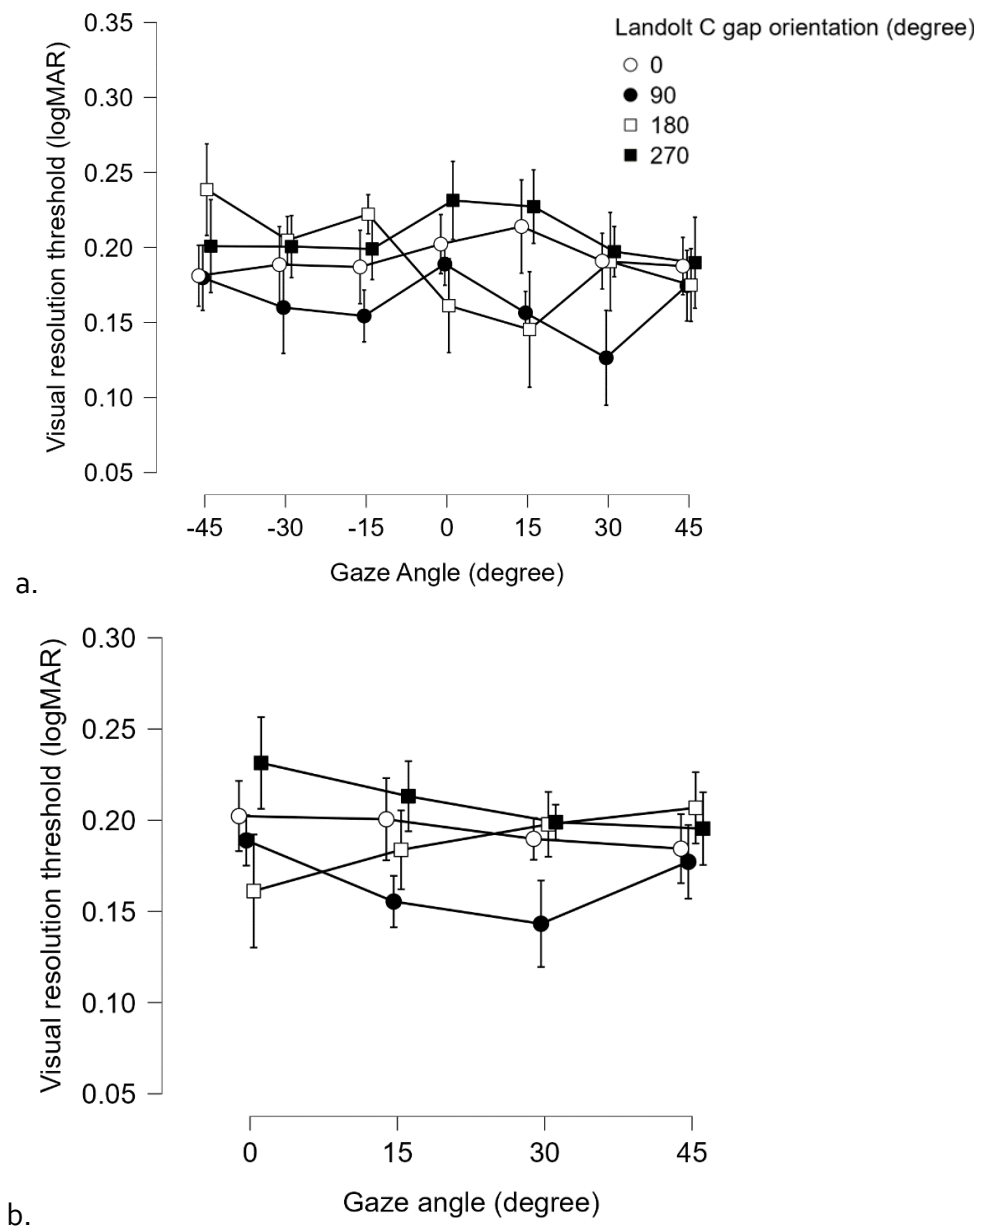 Landolt C gap orientation (degree)
0
90
180
270
Visual resolution threshold (logMAR)
0.35
0.30
0.25
0.20
0.15
0.10
0.05
-45 -30 -15 0 15 30 45
Gaze Angle (degree)
a.
Visual resolution threshold (logMAR)
0.30
0.25
0.20
0.15
0.10
0.05
0 15 30 45
Gaze angle (degree)
b.